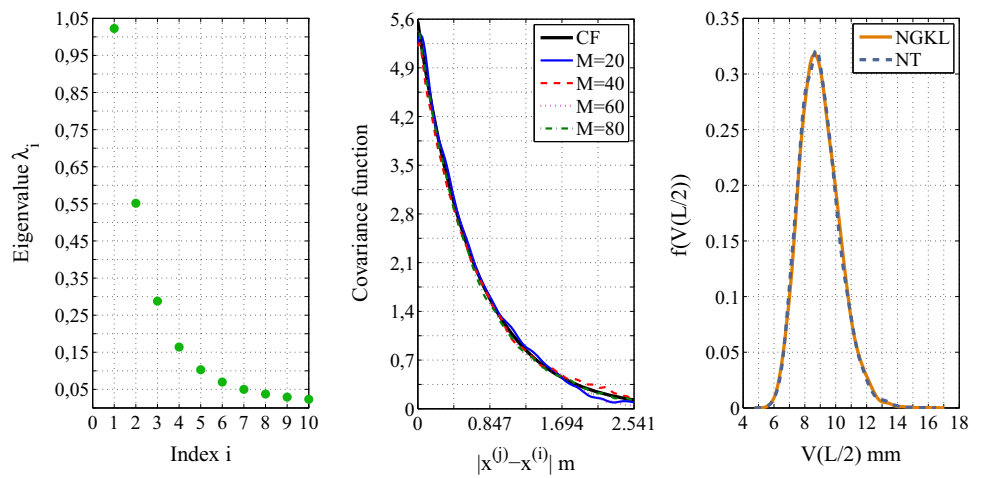 1,05
0,95
0,85
0,75
0,65
0,55
0,45
0,35
0,25
0,15
0,05
0 1 2 3 4 5 6 7 8 9 10
Eigenvalue λi
Index i
5,6
4,9
4,2
3,5
2,8
2,1
1,4
0,7
0
0 0.847 1.694 2.541
Covariance function
|x(j)−x(i)| m
CF
M=20
M=40
M=60
M=80
f(V(L/2))
0.35
0.3
0.25
0.2
0.15
0.1
0.05
0
4 6 8 10 12 14 16 18
V(L/2) mm
NGKL
NT